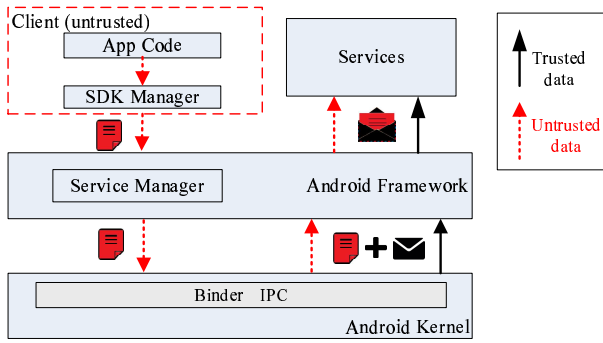 Client (untrusted)
App Code
SDK Manager
Services
Trusted
data
Untrusted
data
Service Manager
Android Framework
Binder IPC
Android Kernel